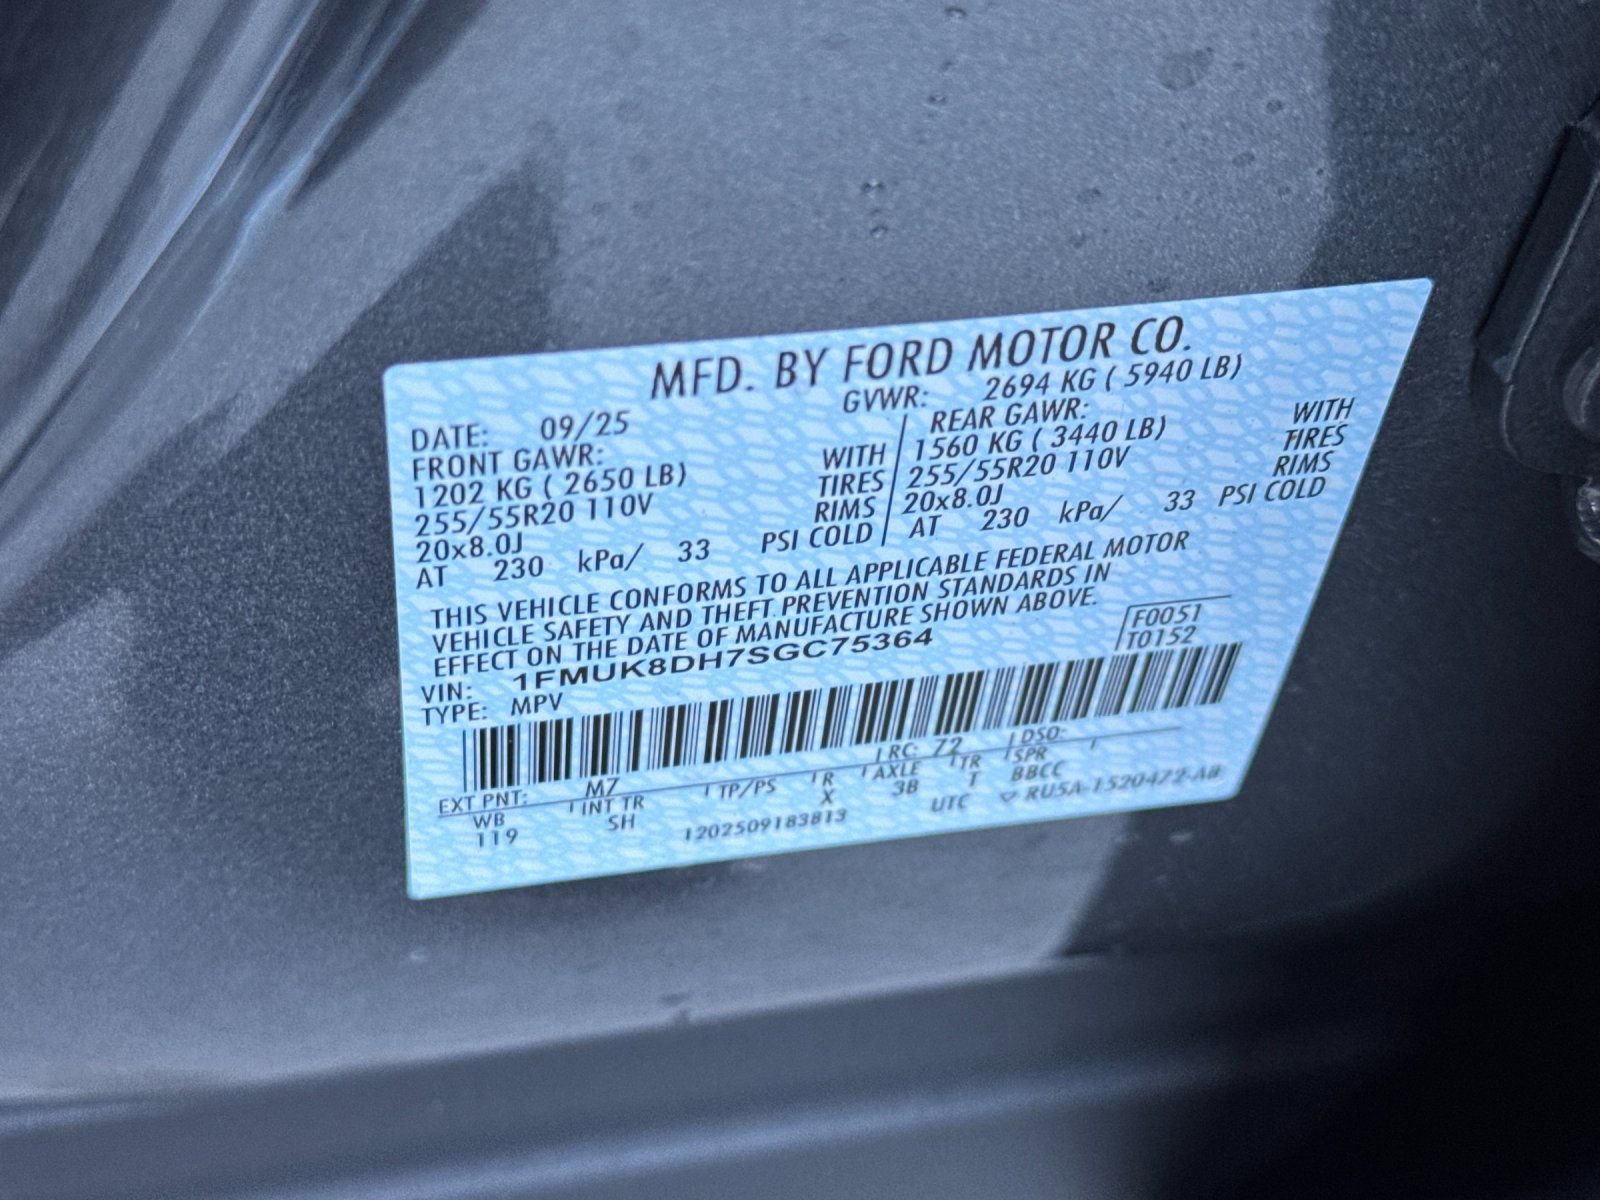 MFD. BY FORD MOTOR CO.
DATE: 09/25 GVWR: 2694 KG ( 5940 LB)
FRONT GAWR: REAR GAWR:
1202 KG ( 2650 LB) WITH 1560 KG ( 3440 LB) WITH
255/55R20 110V TIRES 255/55R20 110V TIRES
20x8.0J RIMS 20x8.0J RIMS
AT 230 kPa/ 33 PSI COLD AT 230 kPa/ 33 PSI COLD
THIS VEHICLE CONFORMS TO ALL APPLICABLE FEDERAL MOTOR
VEHICLE SAFETY AND THEFT PREVENTION STANDARDS IN
EFFECT ON THE DATE OF MANUFACTURE SHOWN ABOVE.
VIN: 1FMUK8DH7SGC75364 F0051
TYPE: MPV T0152
EXT PNT: M7 RC: 72 DSO:
WB INT TR TP/PS R AXLE TR SPR
119 SH X 3B T BBCC
1202509183813 UTC ▽ RU5A-1520472-AB